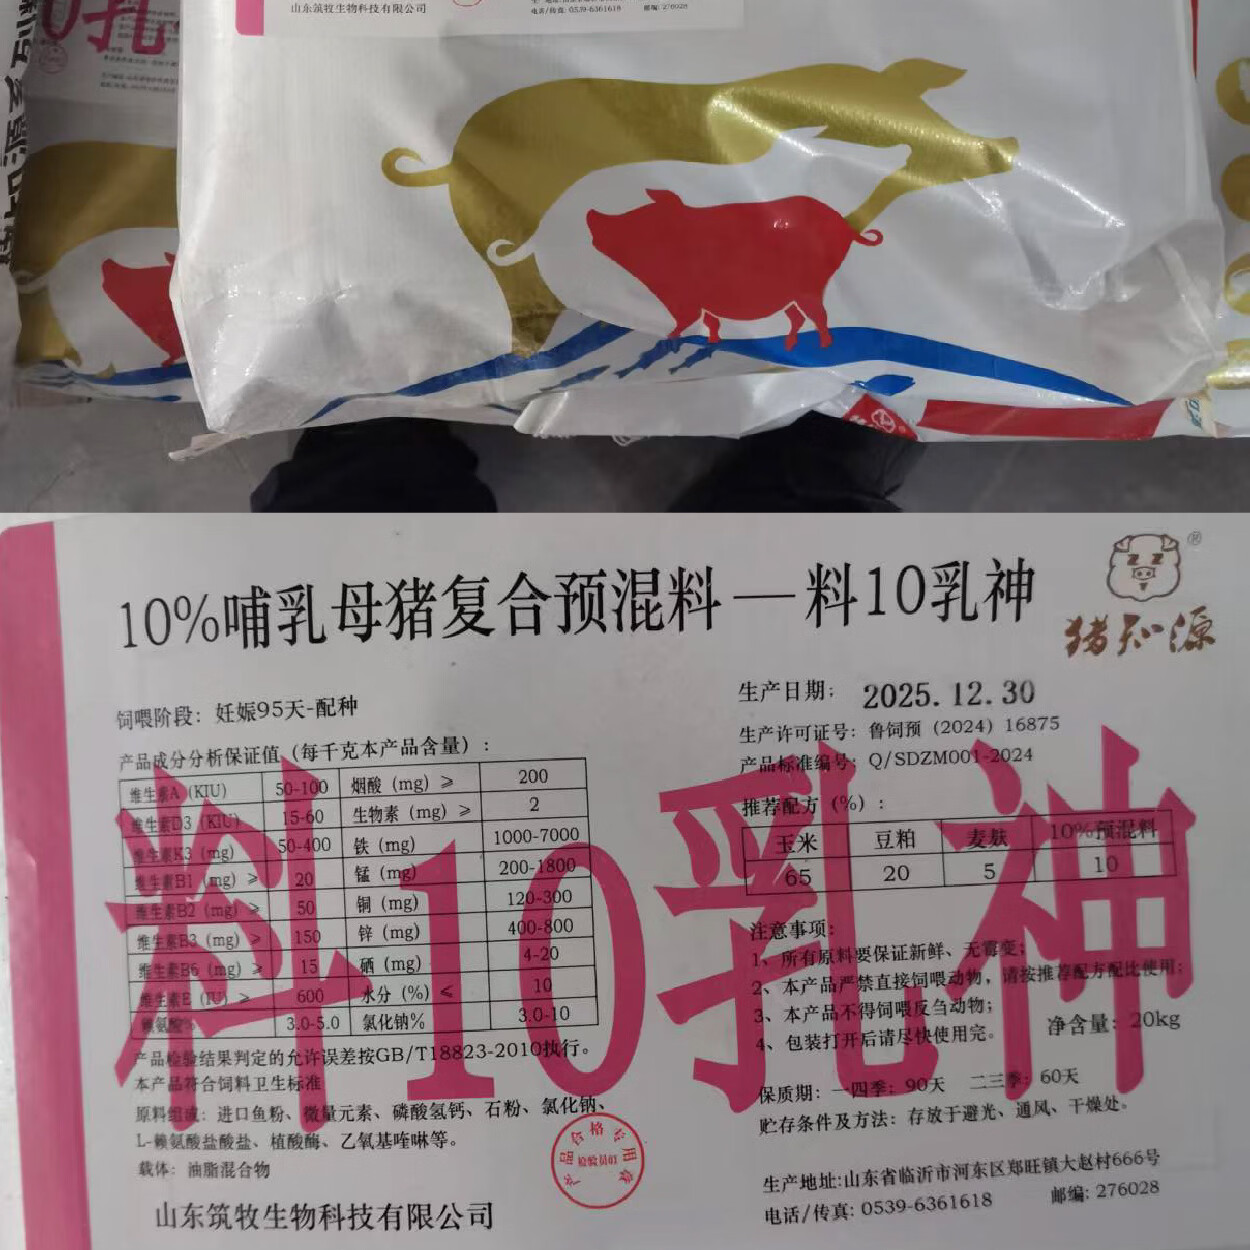 山东筑牧生物科技有限公司
电话/传真: 0539-6361618 邮编: 276028
10%哺乳母猪复合预混料—料10乳神
猪知源
饲喂阶段：妊娠95天-配种
生产日期：2025.12.30
生产许可证号：鲁饲预（2024）16875
产品标准编号：Q/SDZM001-2024
产品成分分析保证值（每千克本产品含量）：
维生素A（KIU） 50-100 烟酸（mg）≥ 200
维生素D3（KIU） 15-60 生物素（mg）≥ 2
维生素K3（mg） 50-400 铁（mg） 1000-7000
维生素B1（mg）≥ 20 锰（mg） 200-1800
维生素B2（mg）≥ 50 铜（mg） 120-300
维生素B3（mg）≥ 150 锌（mg） 400-800
维生素B6（mg）≥ 15 硒（mg） 4-20
维生素E（IU）≥ 600 水分（%）≤ 10
赖氨酸% 3.0-5.0 氯化钠% 3.0-10
料10乳神
推荐配方（%）：
玉米 豆粕 麦麸 10%预混料
65 20 5 10
注意事项：
1、所有原料要保证新鲜、无霉变；
2、本产品严禁直接饲喂动物，请按推荐配方配比使用；
3、本产品不得饲喂反刍动物；
4、包装打开后请尽快使用完。
净含量：20kg
产品检验结果判定的允许误差按GB/T18823-2010执行。
本产品符合饲料卫生标准
原料组成：进口鱼粉、微量元素、磷酸氢钙、石粉、氯化钠、
L-赖氨酸盐酸盐、植酸酶、乙氧基喹啉等。
载体：油脂混合物
保质期：一四季：90天 二三季：60天
贮存条件及方法：存放于避光、通风、干燥处。
产品合格专用章
山东筑牧生物科技有限公司
生产地址:山东省临沂市河东区郑旺镇大赵村666号
电话/传真: 0539-6361618 邮编: 276028